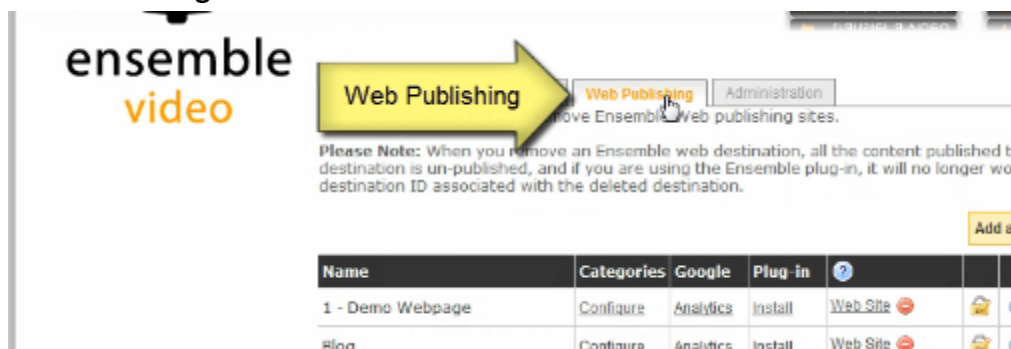 ensemble
video
Web Publishing
Web Publishing
Administration
ove Ensemble Web publishing sites.
Please Note: When you remove an Ensemble web destination, all the content published t
destination is un-published, and if you are using the Ensemble plug-in, it will no longer wo
destination ID associated with the deleted destination.
Add a
Name Categories Google Plug-in
1 - Demo Webpage Configure Analytics Install Web Site
Blog Configure Analytics Install Web Site